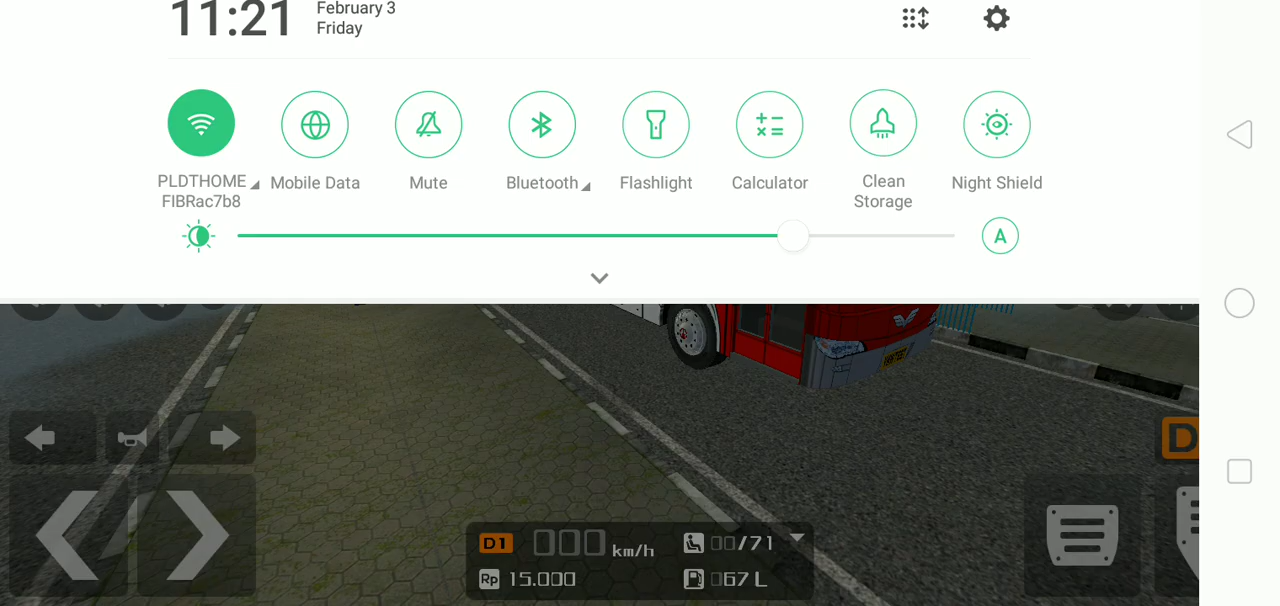 11:21
February 3
Friday
PLDTHOME
FIBRac7b8
Mobile Data
Mute
Bluetooth
Flashlight
Calculator
Clean
Storage
Night Shield
A
D
D1 000 km/h 00/71
Rp 15.000 067 L